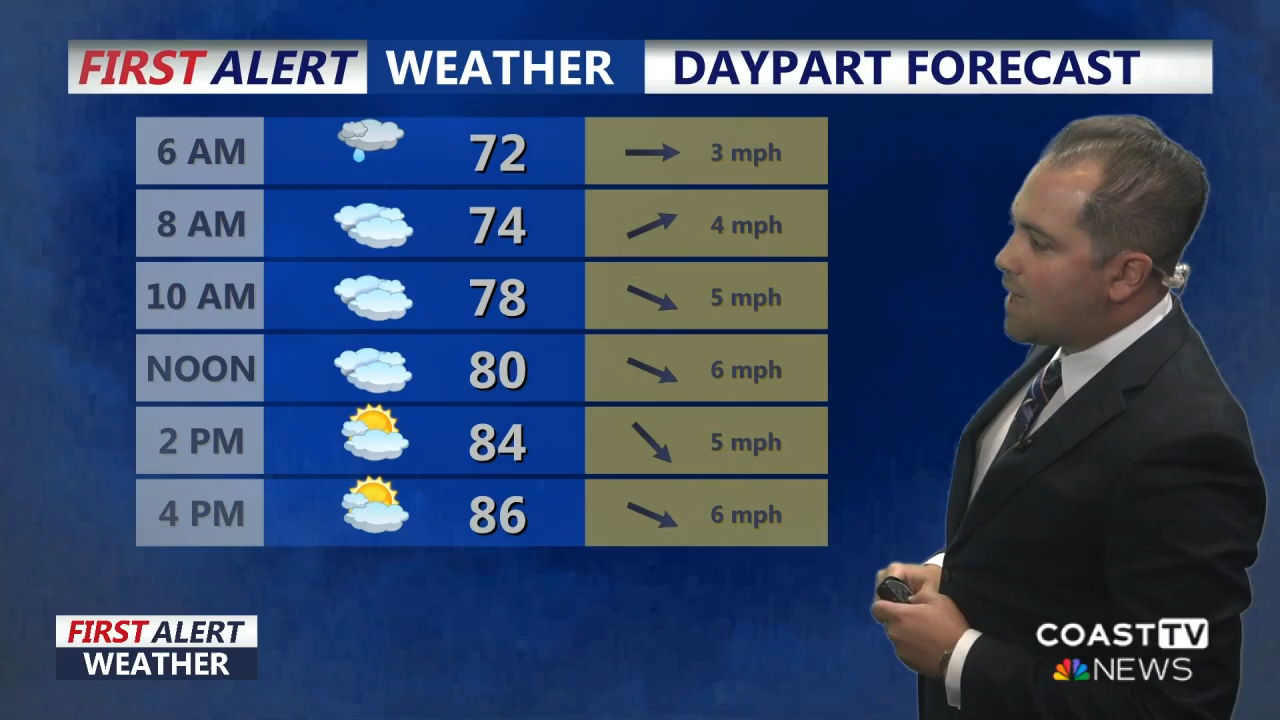 FIRST ALERT WEATHER DAYPART FORECAST
6 AM 72 3 mph
8 AM 74 4 mph
10 AM 78 5 mph
NOON 80 6 mph
2 PM 84 5 mph
4 PM 86 6 mph
FIRST ALERT
WEATHER
COAST TV
NEWS